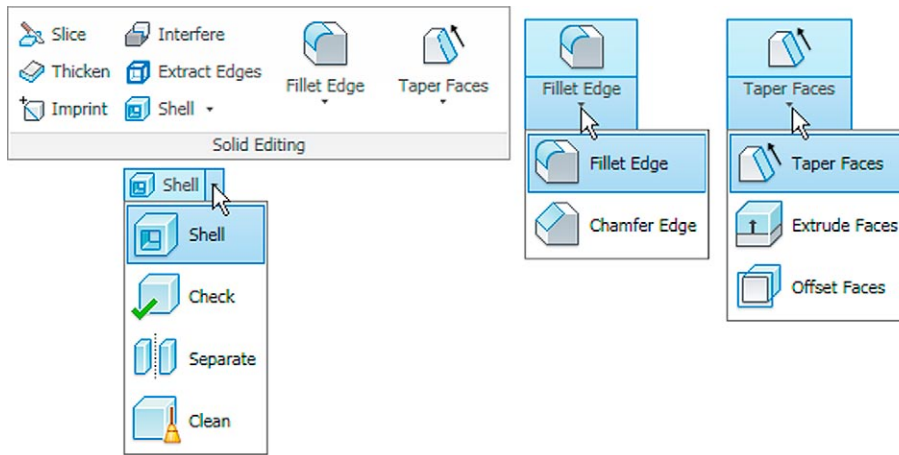 Slice
Interfere
Thicken
Extract Edges
Imprint
Shell
Fillet Edge
Taper Faces
Solid Editing
Shell
Shell
Check
Separate
Clean
Fillet Edge
Fillet Edge
Chamfer Edge
Taper Faces
Taper Faces
Extrude Faces
Offset Faces